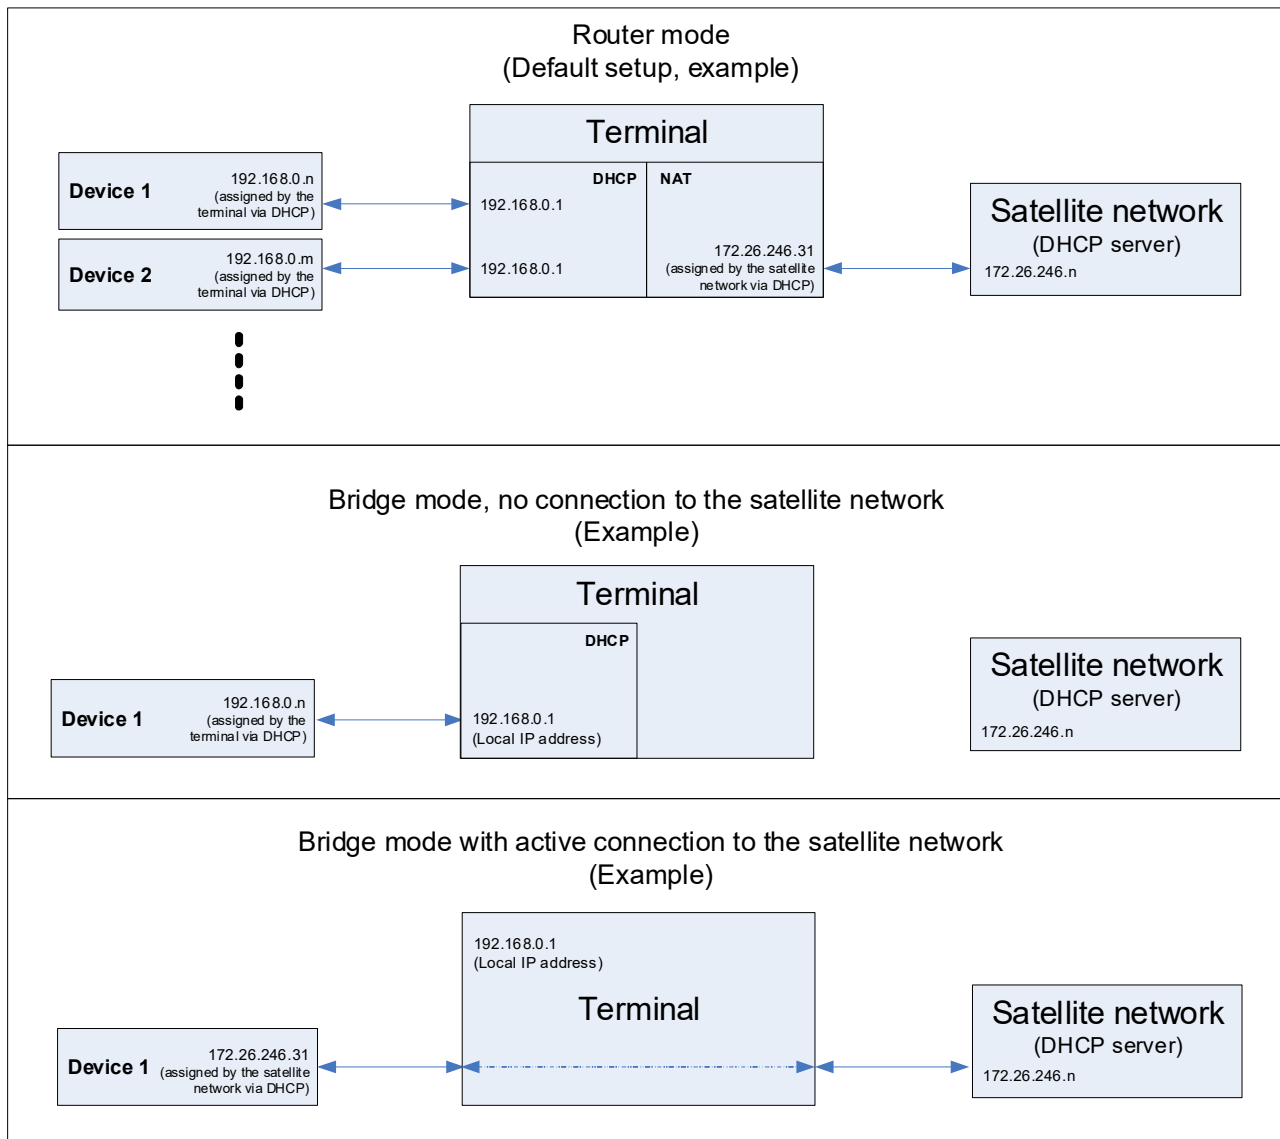 Router mode
(Default setup, example)
Terminal
DHCP
NAT
Device 1
192.168.0.n
(assigned by the
terminal via DHCP)
192.168.0.1
Device 2
192.168.0.m
(assigned by the
terminal via DHCP)
192.168.0.1
172.26.246.31
(assigned by the satellite
network via DHCP)
Satellite network
(DHCP server)
172.26.246.n
Bridge mode, no connection to the satellite network
(Example)
Terminal
DHCP
Device 1
192.168.0.n
(assigned by the
terminal via DHCP)
192.168.0.1
(Local IP address)
Satellite network
(DHCP server)
172.26.246.n
Bridge mode with active connection to the satellite network
(Example)
192.168.0.1
(Local IP address)
Terminal
Device 1
172.26.246.31
(assigned by the satellite
network via DHCP)
Satellite network
(DHCP server)
172.26.246.n